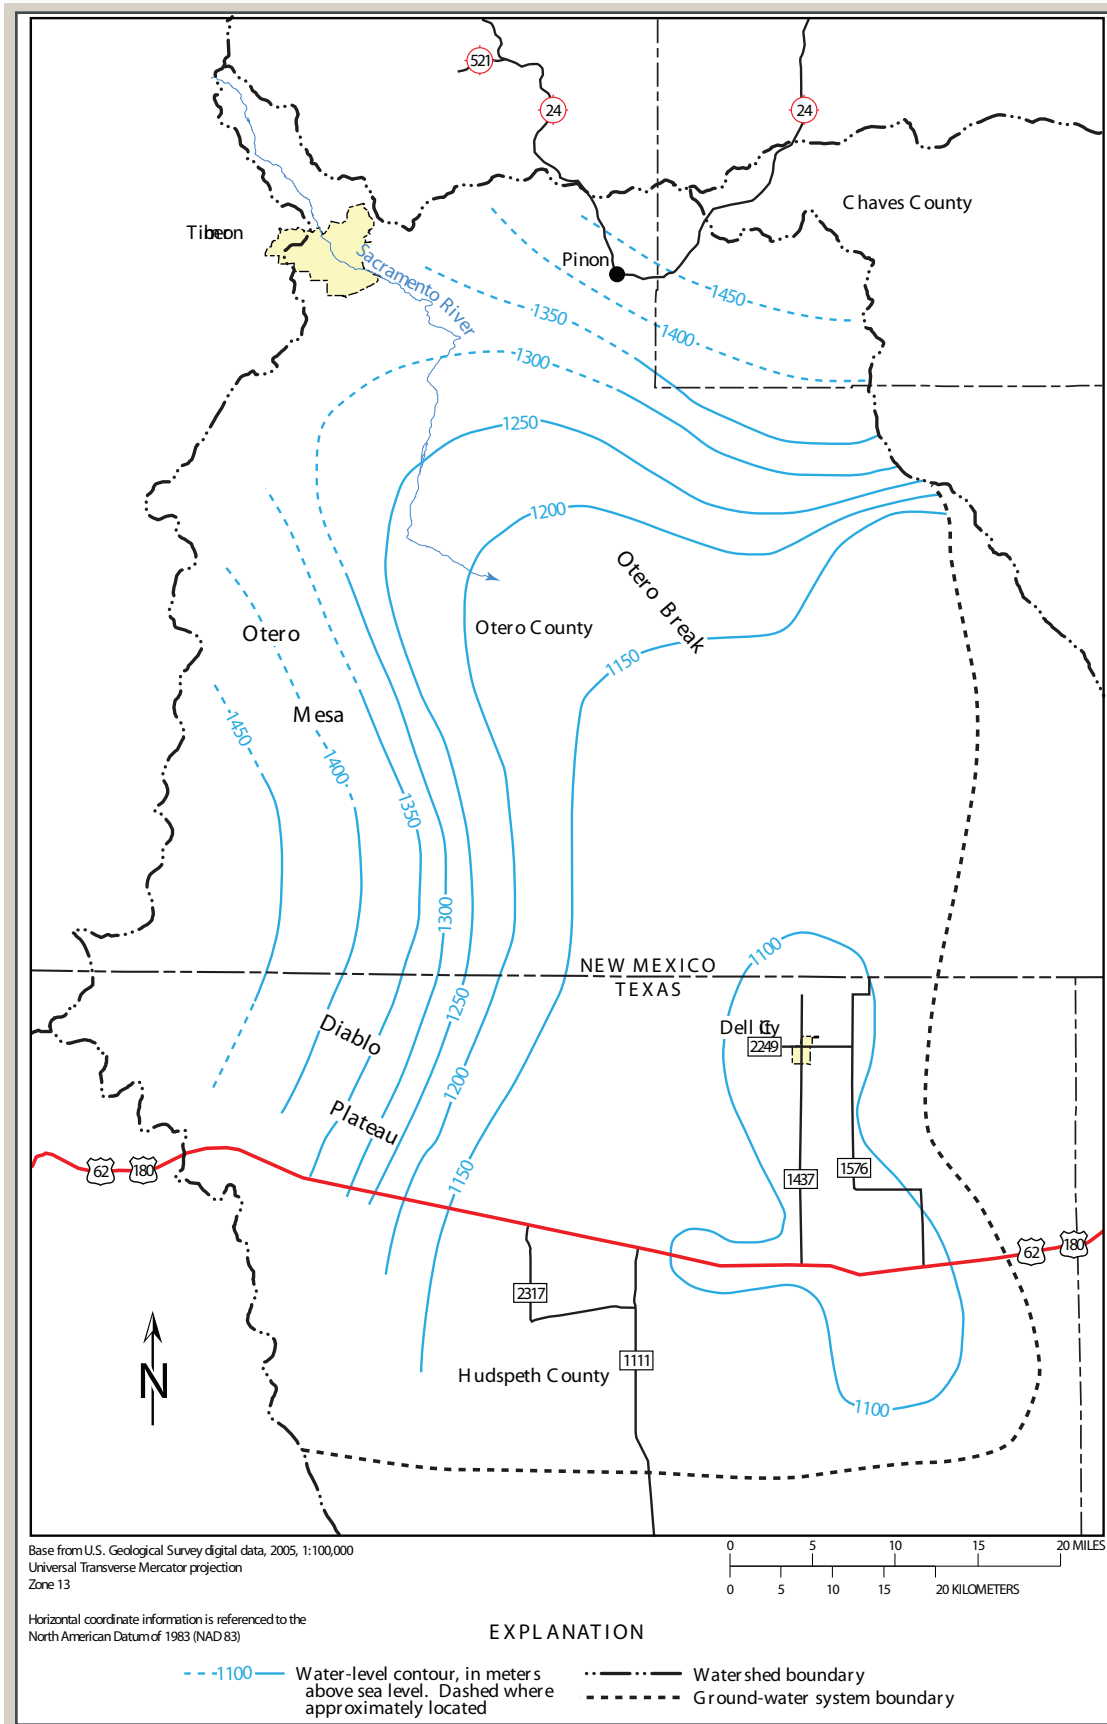 521
24
24
Chaves County
Timberon
Pinon
Sacramento River
1450
1350
1400
1300
1250
1200
Otero Break
Otero
Otero County
1150
Mesa
1450
1400
1350
1300
1100
NEW MEXICO
TEXAS
1250
Diablo
Dell City
2249
1200
Plateau
1150
62
180
1437
1576
62
180
2317
1111
N
Hudspeth County
1100
Base from U.S. Geological Survey digital data, 2005, 1:100,000
Universal Transverse Mercator projection
Zone 13
Horizontal coordinate information is referenced to the
North American Datum of 1983 (NAD 83)
0 5 10 15 20 MILES
0 5 10 15 20 KILOMETERS
EXPLANATION
1100 Water-level contour, in meters
above sea level. Dashed where
approximately located
Watershed boundary
Ground-water system boundary